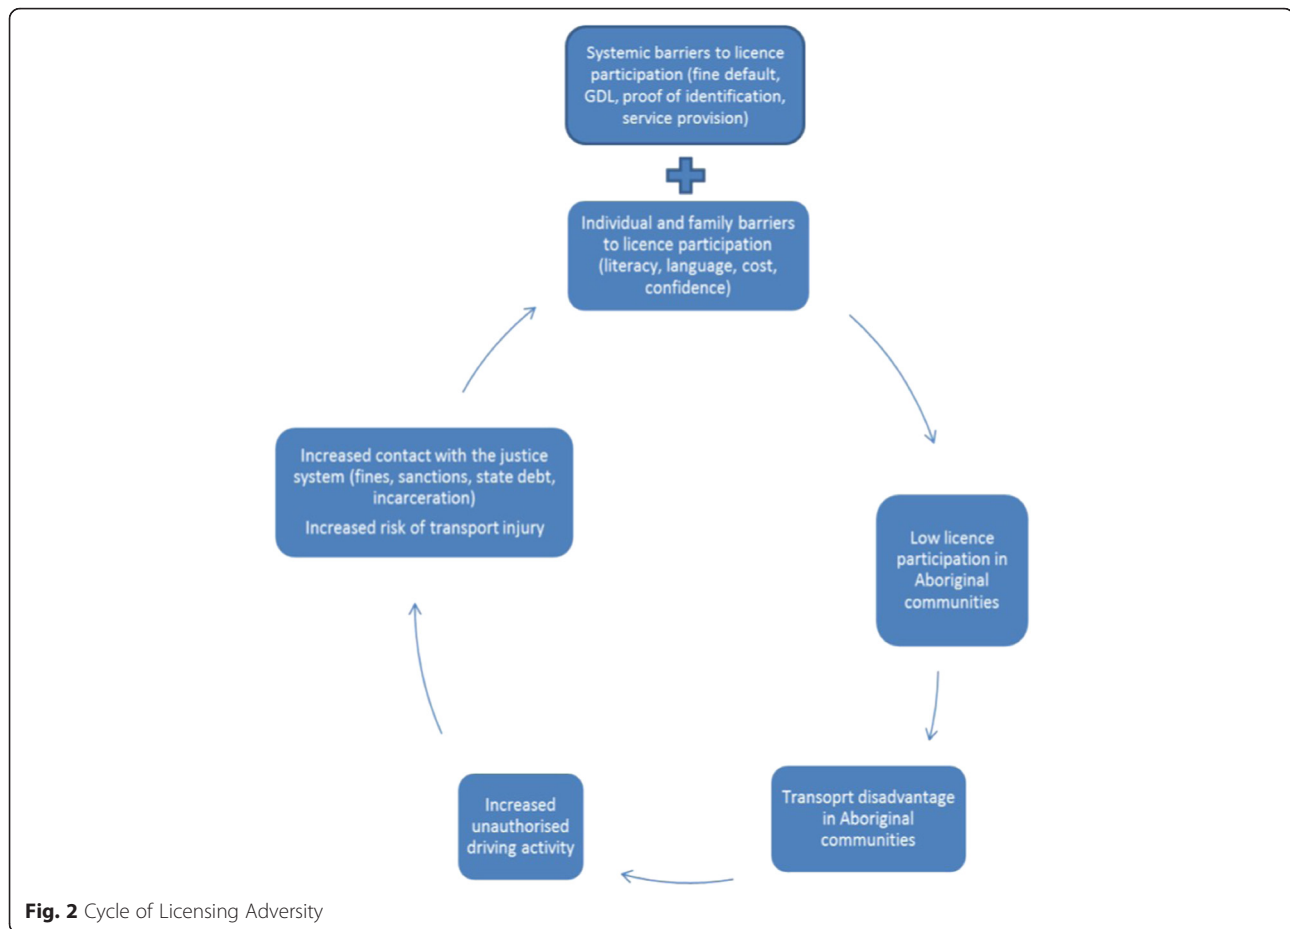 Systemic barriers to licence
participation (fine default,
GDL, proof of identification,
service provision)
Individual and family barriers
to licence participation
(literacy, language, cost,
confidence)
Low licence
participation in
Aboriginal
communities
Transoprt disadvantage
in Aboriginal
communities
Increased
unauthorised
driving activity
Increased contact with the justice
system (fines, sanctions, state debt,
incarceration)
Increased risk of transport injury
Fig. 2 Cycle of Licensing Adversity